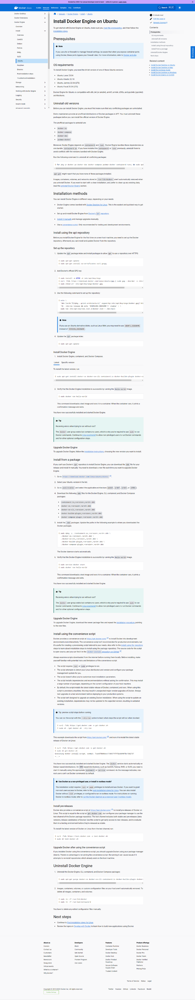 DockerCon 2023: Our annual developer event is back — online & in person. Learn more.
docker docs
Guides Manuals Reference Samples FAQ Contribute
Search
Docker Desktop
Docker Extensions
Docker Engine
Overview
Install
Overview
CentOS
Debian
Fedora
RHEL
SLES
Ubuntu
Raspbian
Binaries
Post-installation steps
Troubleshoot installation
Storage
Networking
Working with Docker Engine
Logging
Security
Swarm mode
Advanced concepts
Manuals / Docker Engine / Install / Ubuntu
Install Docker Engine on Ubuntu
To get started with Docker Engine on Ubuntu, make sure you meet the prerequisites, and then follow the
installation steps.
Prerequisites
Note
If you use ufw or firewalld to manage firewall settings, be aware that when you expose container ports
using Docker, these ports bypass your firewall rules. For more information, refer to Docker and ufw.
OS requirements
To install Docker Engine, you need the 64-bit version of one of these Ubuntu versions:
Ubuntu Lunar 23.04
Ubuntu Kinetic 22.10
Ubuntu Jammy 22.04 (LTS)
Ubuntu Focal 20.04 (LTS)
Docker Engine for Ubuntu is compatible with x86_64 (or amd64), armhf, arm64, s390x, and ppc64le (ppc64el)
architectures.
Uninstall old versions
Before you can install Docker Engine, you must first make sure that any conflicting packages are uninstalled.
Distro maintainers provide an unofficial distributions of Docker packages in APT. You must uninstall these
packages before you can install the official version of Docker Engine.
The unofficial packages to uninstall are:
docker.io
docker-compose
docker-doc
podman-docker
Moreover, Docker Engine depends on containerd and runc. Docker Engine bundles these dependencies as
one bundle: containerd.io. If you have installed the containerd or runc previously, uninstall them to
avoid conflicts with the versions bundled with Docker Engine.
Run the following command to uninstall all conflicting packages:
$ for pkg in docker.io docker-doc docker-compose podman-docker containerd runc; do sudo apt
apt-get might report that you have none of these packages installed.
Images, containers, volumes, and networks stored in /var/lib/docker/ aren't automatically removed when
you uninstall Docker. If you want to start with a clean installation, and prefer to clean up any existing data,
read the uninstall Docker Engine section.
Installation methods
You can install Docker Engine in different ways, depending on your needs:
Docker Engine comes bundled with Docker Desktop for Linux. This is the easiest and quickest way to get
started.
Set up and install Docker Engine from Docker's apt repository.
Install it manually and manage upgrades manually.
Use a convenience script. Only recommended for testing and development environments.
Install using the apt repository
Before you install Docker Engine for the first time on a new host machine, you need to set up the Docker
repository. Afterward, you can install and update Docker from the repository.
Set up the repository
1. Update the apt package index and install packages to allow apt to use a repository over HTTPS:
$ sudo apt-get update
$ sudo apt-get install ca-certificates curl gnupg
2. Add Docker's official GPG key:
$ sudo install -m 0755 -d /etc/apt/keyrings
$ curl -fsSL https://download.docker.com/linux/ubuntu/gpg | sudo gpg --dearmor -o /etc/
$ sudo chmod a+r /etc/apt/keyrings/docker.gpg
3. Use the following command to set up the repository:
$ echo \
"deb [arch="$(dpkg --print-architecture)" signed-by=/etc/apt/keyrings/docker.gpg] htt
"$(. /etc/os-release && echo "$VERSION_CODENAME")" stable" | \
sudo tee /etc/apt/sources.list.d/docker.list > /dev/null
Note
If you use an Ubuntu derivative distro, such as Linux Mint, you may need to use UBUNTU_CODENAME
instead of VERSION_CODENAME.
4. Update the apt package index:
$ sudo apt-get update
Install Docker Engine
1. Install Docker Engine, containerd, and Docker Compose.
Latest Specific version
To install the latest version, run:
$ sudo apt-get install docker-ce docker-ce-cli containerd.io docker-buildx-plugin docker-co
2. Verify that the Docker Engine installation is successful by running the hello-world image.
$ sudo docker run hello-world
This command downloads a test image and runs it in a container. When the container runs, it prints a
confirmation message and exits.
You have now successfully installed and started Docker Engine.
Tip
Receiving errors when trying to run without root?
The docker user group exists but contains no users, which is why you're required to use sudo to run
Docker commands. Continue to Linux postinstall to allow non-privileged users to run Docker commands
and for other optional configuration steps.
Upgrade Docker Engine
To upgrade Docker Engine, follow the installation instructions, choosing the new version you want to install.
Install from a package
If you can't use Docker's apt repository to install Docker Engine, you can download the deb file for your
release and install it manually. You need to download a new file each time you want to upgrade Docker
Engine.
1. Go to https://download.docker.com/linux/ubuntu/dists/.
2. Select your Ubuntu version in the list.
3. Go to pool/stable/ and select the applicable architecture (amd64, armhf, arm64, or s390x).
4. Download the following deb files for the Docker Engine, CLI, containerd, and Docker Compose
packages:
containerd.io_<version>_<arch>.deb
docker-ce_<version>_<arch>.deb
docker-ce-cli_<version>_<arch>.deb
docker-buildx-plugin_<version>_<arch>.deb
docker-compose-plugin_<version>_<arch>.deb
5. Install the .deb packages. Update the paths in the following example to where you downloaded the
Docker packages.
$ sudo dpkg -i ./containerd.io_<version>_<arch>.deb \
./docker-ce_<version>_<arch>.deb \
./docker-ce-cli_<version>_<arch>.deb \
./docker-buildx-plugin_<version>_<arch>.deb \
./docker-compose-plugin_<version>_<arch>.deb
The Docker daemon starts automatically.
6. Verify that the Docker Engine installation is successful by running the hello-world image.
$ sudo service docker start
$ sudo docker run hello-world
This command downloads a test image and runs it in a container. When the container runs, it prints a
confirmation message and exits.
You have now successfully installed and started Docker Engine.
Tip
Receiving errors when trying to run without root?
The docker user group exists but contains no users, which is why you're required to use sudo to run
Docker commands. Continue to Linux postinstall to allow non-privileged users to run Docker commands
and for other optional configuration steps.
Upgrade Docker Engine
To upgrade Docker Engine, download the newer package files and repeat the installation procedure, pointing
to the new files.
Install using the convenience script
Docker provides a convenience script at https://get.docker.com/ to install Docker into development
environments non-interactively. The convenience script isn't recommended for production environments, but
it's useful for creating a provisioning script tailored to your needs. Also refer to the install using the repository
steps to learn about installation steps to install using the package repository. The source code for the script
is open source, and you can find it in the docker-install repository on GitHub.
Always examine scripts downloaded from the internet before running them locally. Before installing, make
yourself familiar with potential risks and limitations of the convenience script:
The script requires root or sudo privileges to run.
The script attempts to detect your Linux distribution and version and configure your package
management system for you.
The script doesn't allow you to customize most installation parameters.
The script installs dependencies and recommendations without asking for confirmation. This may install
a large number of packages, depending on the current configuration of your host machine.
By default, the script installs the latest stable release of Docker, containerd, and runc. When using this
script to provision a machine, this may result in unexpected major version upgrades of Docker. Always
test upgrades in a test environment before deploying to your production systems.
The script isn't designed to upgrade an existing Docker installation. When using the script to update an
existing installation, dependencies may not be updated to the expected version, resulting in outdated
versions.
Tip: preview script steps before running
You can run the script with the --dry-run option to learn what steps the script will run when invoked:
$ curl -fsSL https://get.docker.com -o get-docker.sh
$ sudo sh ./get-docker.sh --dry-run
This example downloads the script from https://get.docker.com/ and runs it to install the latest stable
release of Docker on Linux:
$ curl -fsSL https://get.docker.com -o get-docker.sh
$ sudo sh get-docker.sh
<...>
You have now successfully installed and started Docker Engine. The docker service starts automatically on
Debian based distributions. On RPM based distributions, such as CentOS, Fedora, RHEL or SLES, you need to
start it manually using the appropriate systemctl or service command. As the message indicates, non-
root users can't run Docker commands by default.
Use Docker as a non-privileged user, or install in rootless mode?
The installation script requires root or sudo privileges to install and use Docker. If you want to grant
non-root users access to Docker, refer to the post-installation steps for Linux. You can also install
Docker without root privileges, or configured to run in rootless mode. For instructions on running
Docker in rootless mode, refer to run the Docker daemon as a non-root user (rootless mode).
Install pre-releases
Docker also provides a convenience script at https://test.docker.com/ to install pre-releases of Docker on
Linux. This script is equal to the script at get.docker.com, but configures your package manager to use the
test channel of the Docker package repository. The test channel includes both stable and pre-releases (beta
versions, release-candidates) of Docker. Use this script to get early access to new releases, and to evaluate
them in a testing environment before they're released as stable.
To install the latest version of Docker on Linux from the test channel, run:
$ curl -fsSL https://test.docker.com -o test-docker.sh
$ sudo sh test-docker.sh
Upgrade Docker after using the convenience script
If you installed Docker using the convenience script, you should upgrade Docker using your package manager
directly. There's no advantage to re-running the convenience script. Re-running it can cause issues if it
attempts to re-install repositories which already exist on the host machine.
Uninstall Docker Engine
1. Uninstall the Docker Engine, CLI, containerd, and Docker Compose packages:
$ sudo apt-get purge docker-ce docker-ce-cli containerd.io docker-buildx-plugin docker-
2. Images, containers, volumes, or custom configuration files on your host aren't automatically removed. To
delete all images, containers, and volumes:
$ sudo rm -rf /var/lib/docker
$ sudo rm -rf /var/lib/containerd
You have to delete any edited configuration files manually.
Next steps
Continue to Post-installation steps for Linux.
Review the topics in Develop with Docker to learn how to build new applications using Docker.
9 minute read
Edit this page
Request changes
Contents
Prerequisites
OS requirements
Uninstall old versions
Installation methods
Install using the apt repository
Install from a package
Uninstall Docker Engine
Next steps
Related content
Install Docker Desktop on Ubuntu
Install Docker Desktop on Mac
Install the Compose plugin
Install Docker Desktop on Windows
Install Docker Engine on CentOS
Give feedback
About us
Careers
Contact us
Customers
Newsletter
Newsroom
Swag store
Virtual events
What is a container?
Why Docker?
Developers
Block
Community
Get started
Open Source
Preview Program
Use cases
Features
Container Runtime
Developer Tools
Docker Desktop
Docker Hub
Docker Product
Roadmap
Secure Software
Supply Chain
Trusted Content
Product offerings
Docker Business
Docker Personal
Docker Pro
Docker Team
Docker Verified
Publisher
Partners
Pricing FAQs
Terms of Service Status Legal
Copyright © 2013-2023 Docker Inc. All rights reserved.
Twitter Youtube GitHub LinkedIn Facebook Reddit
Cookies Settings